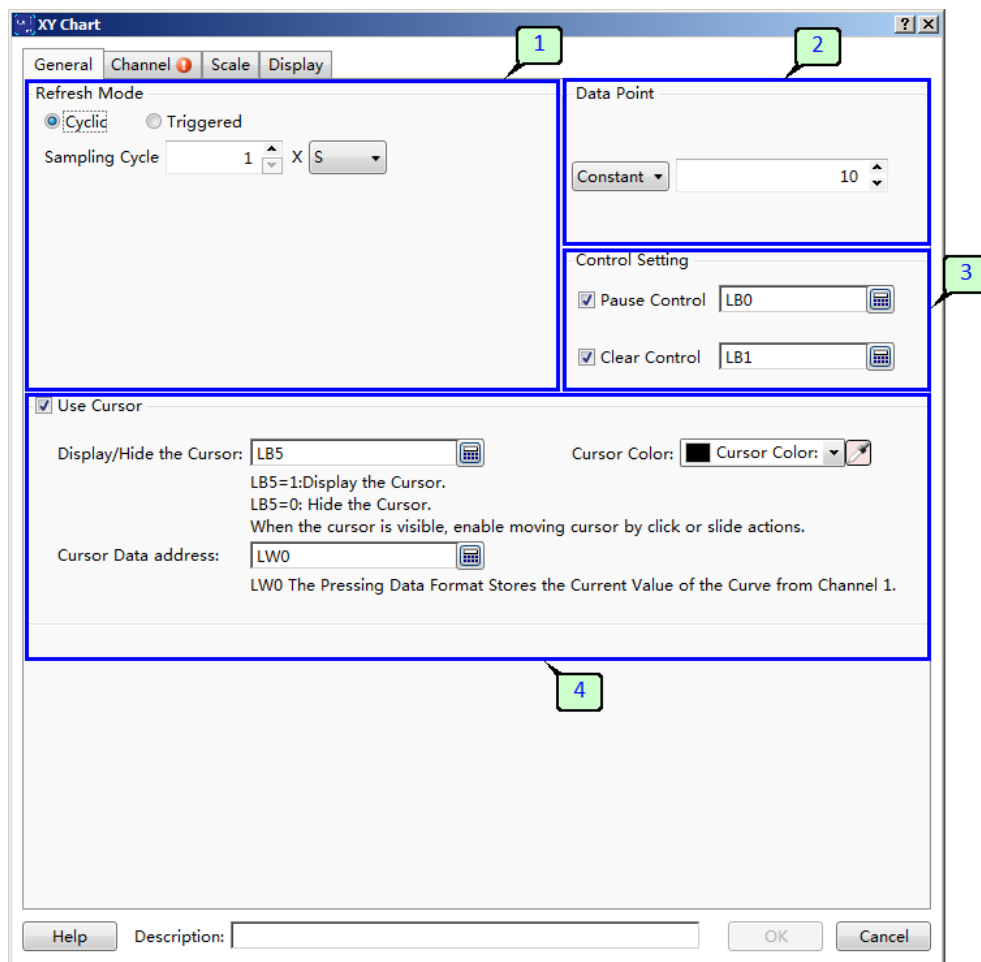 XY Chart
1
2
General Channel Scale Display
Refresh Mode
Cyclic Triggered
Sampling Cycle 1 X S
Data Point
Constant 10
Control Setting
3
Pause Control LB0
Clear Control LB1
Use Cursor
Display/Hide the Cursor: LB5 Cursor Color: Cursor Color:
LB5=1:Display the Cursor.
LB5=0: Hide the Cursor.
When the cursor is visible, enable moving cursor by click or slide actions.
Cursor Data address: LW0
LW0 The Pressing Data Format Stores the Current Value of the Curve from Channel 1.
4
Help Description: OK Cancel